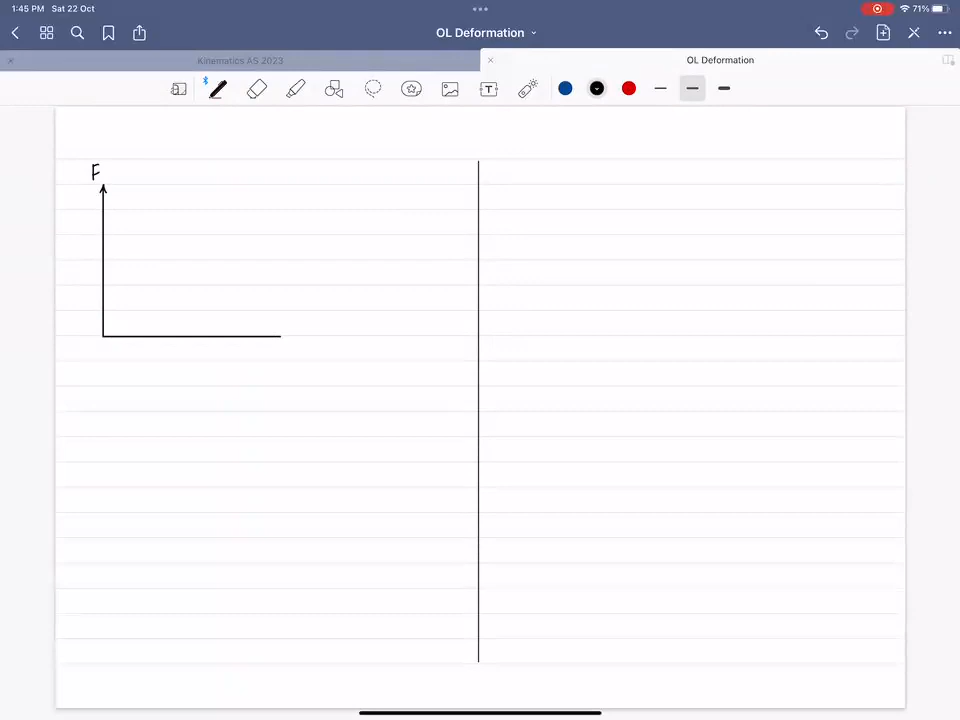 1:45 PM Sat 22 Oct
71%
OL Deformation
Kinematics AS 2023
OL Deformation
T
F